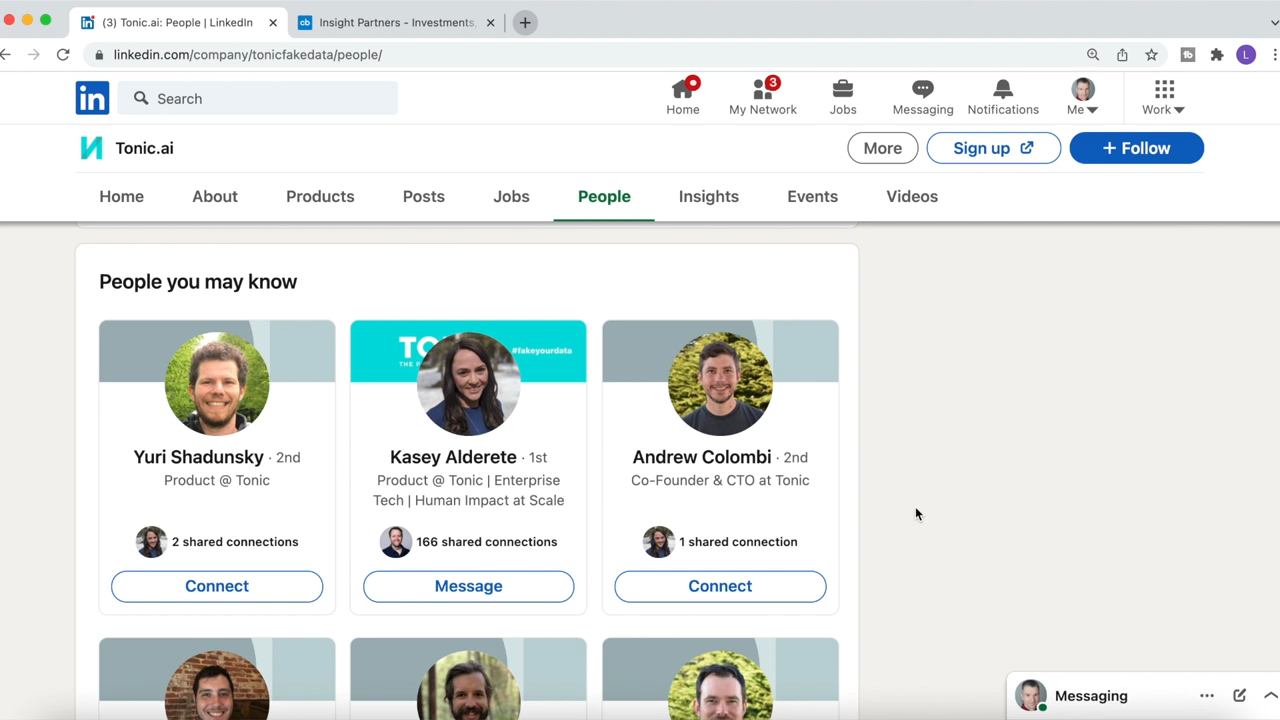 (3) Tonic.ai: People | LinkedIn
cb
Insight Partners - Investments,
linkedin.com/company/tonicfakedata/people/
L
in
Search
Home
3
My Network
Jobs
Messaging
Notifications
Me
Work
Tonic.ai
More
Sign up
+ Follow
Home
About
Products
Posts
Jobs
People
Insights
Events
Videos
People you may know
#fakeyourdata
Yuri Shadunsky · 2nd
Product @ Tonic
2 shared connections
Connect
Kasey Alderete · 1st
Product @ Tonic | Enterprise
Tech | Human Impact at Scale
166 shared connections
Message
Andrew Colombi · 2nd
Co-Founder & CTO at Tonic
1 shared connection
Connect
Messaging